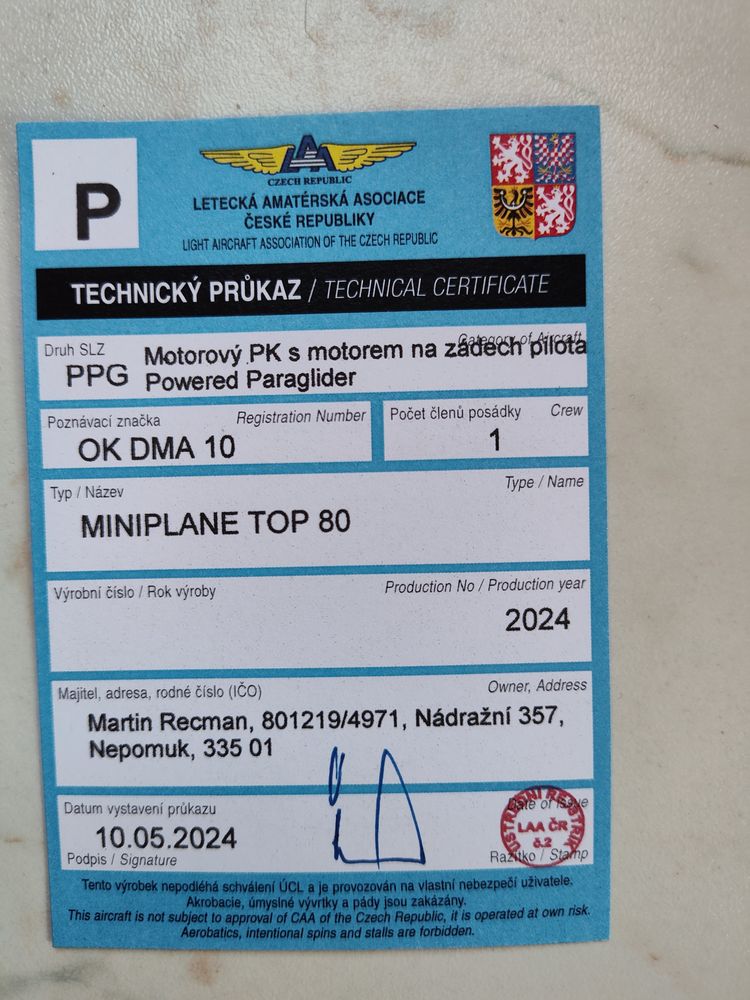 P
CZECH REPUBLIC
LETECKÁ AMATÉRSKÁ ASOCIACE
ČESKÉ REPUBLIKY
LIGHT AIRCRAFT ASSOCIATION OF THE CZECH REPUBLIC
TECHNICKÝ PRŮKAZ / TECHNICAL CERTIFICATE
Druh SLZ Category of Aircraft
PPG Motorový PK s motorem na zádech pilota
Powered Paraglider
Poznávací značka Registration Number
OK DMA 10
Počet členů posádky Crew
1
Typ / Název Type / Name
MINIPLANE TOP 80
Výrobní číslo / Rok výroby Production No / Production year
2024
Majitel, adresa, rodné číslo (IČO) Owner, Address
Martin Recman, 801219/4971, Nádražní 357,
Nepomuk, 335 01
Datum vystavení průkazu Date of Issue
10.05.2024
Podpis / Signature Razítko / Stamp
LAA ČR
č.2
Tento výrobek nepodléhá schválení ÚCL a je provozován na vlastní nebezpečí uživatele.
Akrobacie, úmyslné vývrtky a pády jsou zakázány.
This aircraft is not subject to approval of CAA of the Czech Republic, it is operated at own risk.
Aerobatics, intentional spins and stalls are forbidden.